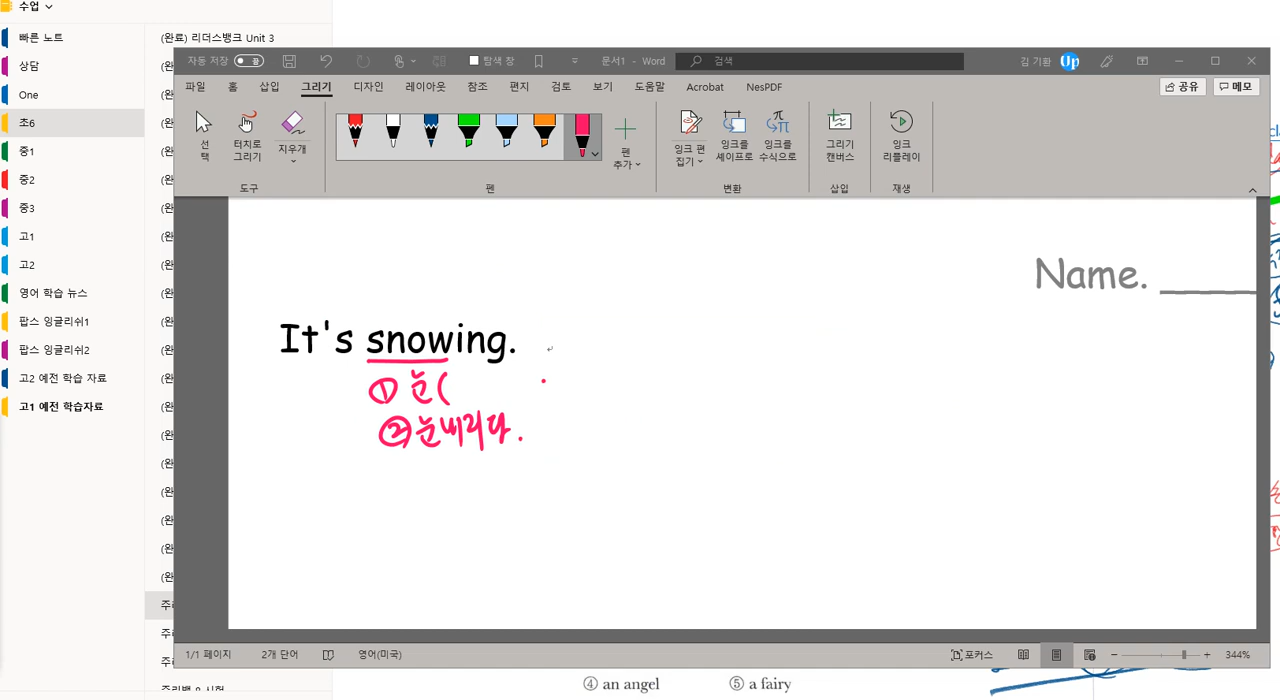 수업
빠른 노트
상담
One
초6
중1
중2
중3
고1
고2
영어 학습 뉴스
팝스 잉글리쉬1
팝스 잉글리쉬2
고2 예전 학습 자료
고1 예전 학습자료
(완료) 리더스뱅크 Unit 3
자동 저장 끔 탐색 창 문서1 - Word 검색 김 기환 Up
파일 홈 삽입 그리기 디자인 레이아웃 참조 편지 검토 보기 도움말 Acrobat NesPDF 공유 메모
선택 터치로 그리기 지우개 펜 추가 잉크 편집기 잉크를 셰이프로 잉크를 수식으로 그리기 캔버스 잉크 리플레이
도구 펜 변환 삽입 재생
Name.
It's snowing.
① 눈(
② 눈내리다.
1/1 페이지 2개 단어 영어(미국) 포커스 344%
④ an angel ⑤ a fairy